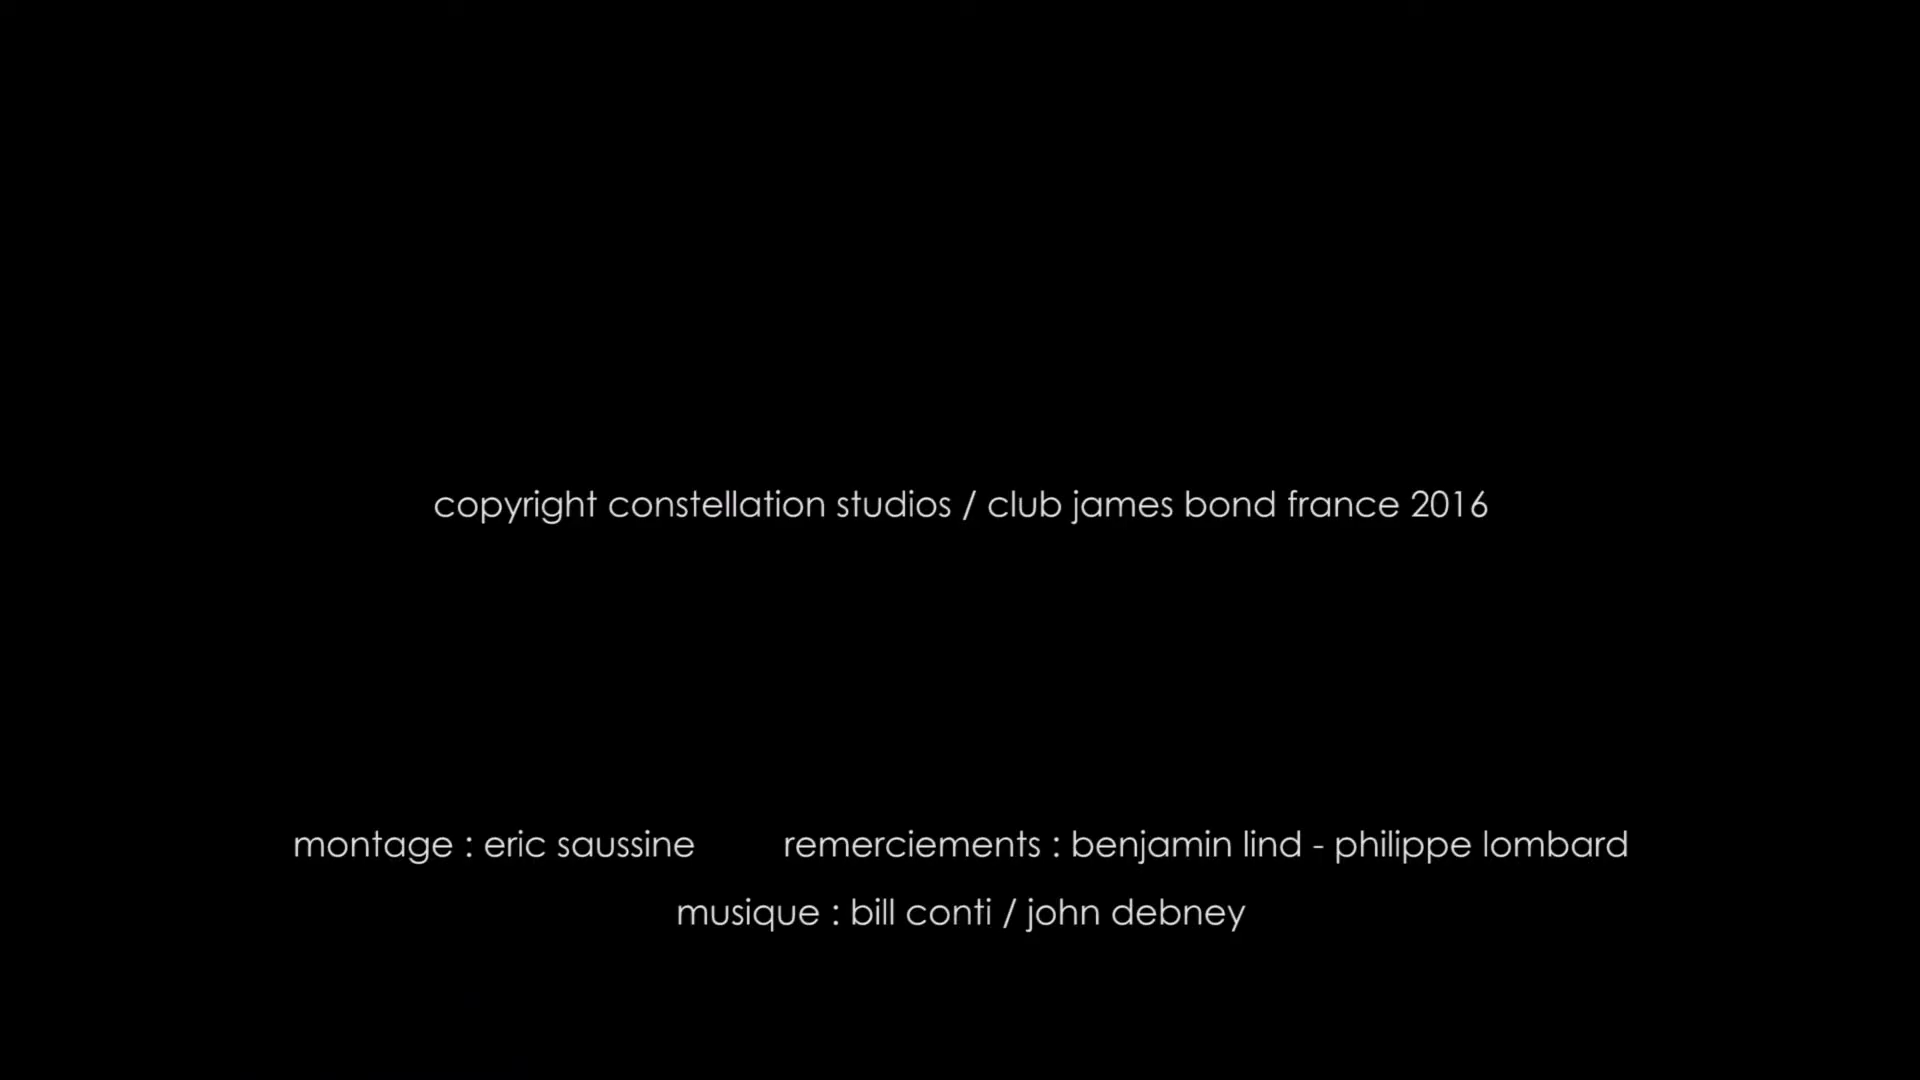 copyright constellation studios / club james bond france 2016
montage : eric saussine remerciements : benjamin lind - philippe lombard
musique : bill conti / john debney